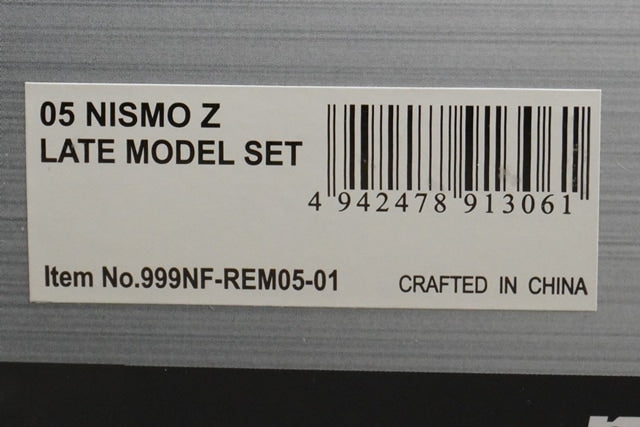 05 NISMO Z
LATE MODEL SET
4 942478 913061
Item No.999NF-REM05-01
CRAFTED IN CHINA